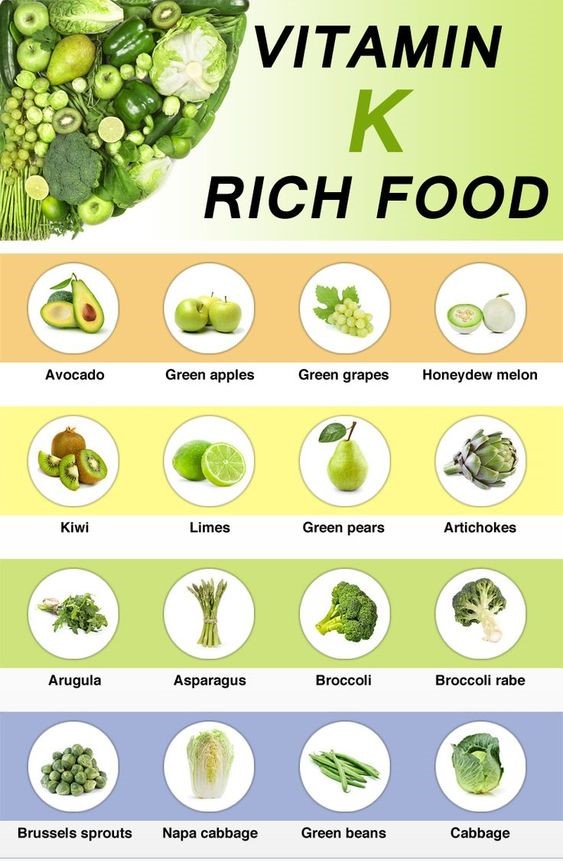 VITAMIN
K
RICH FOOD
Avocado
Green apples
Green grapes
Honeydew melon
Kiwi
Limes
Green pears
Artichokes
Arugula
Asparagus
Broccoli
Broccoli rabe
Brussels sprouts
Napa cabbage
Green beans
Cabbage